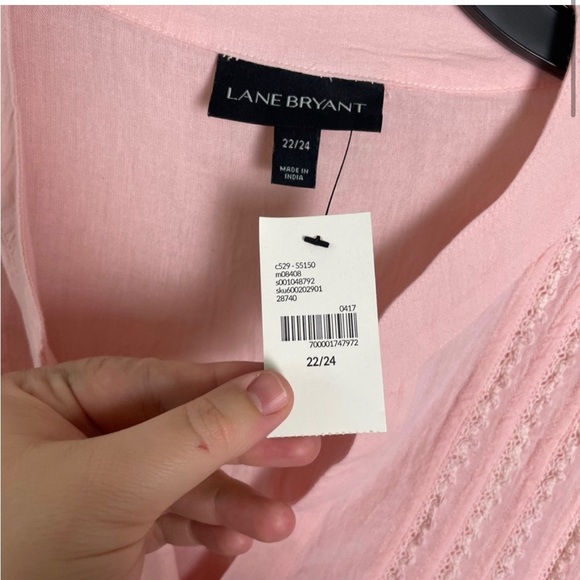 LANE BRYANT
22/24
MADE IN
INDIA
c529 - S5150
m08408
s001048792
sku600202901
28740
0417
700001747972
22/24